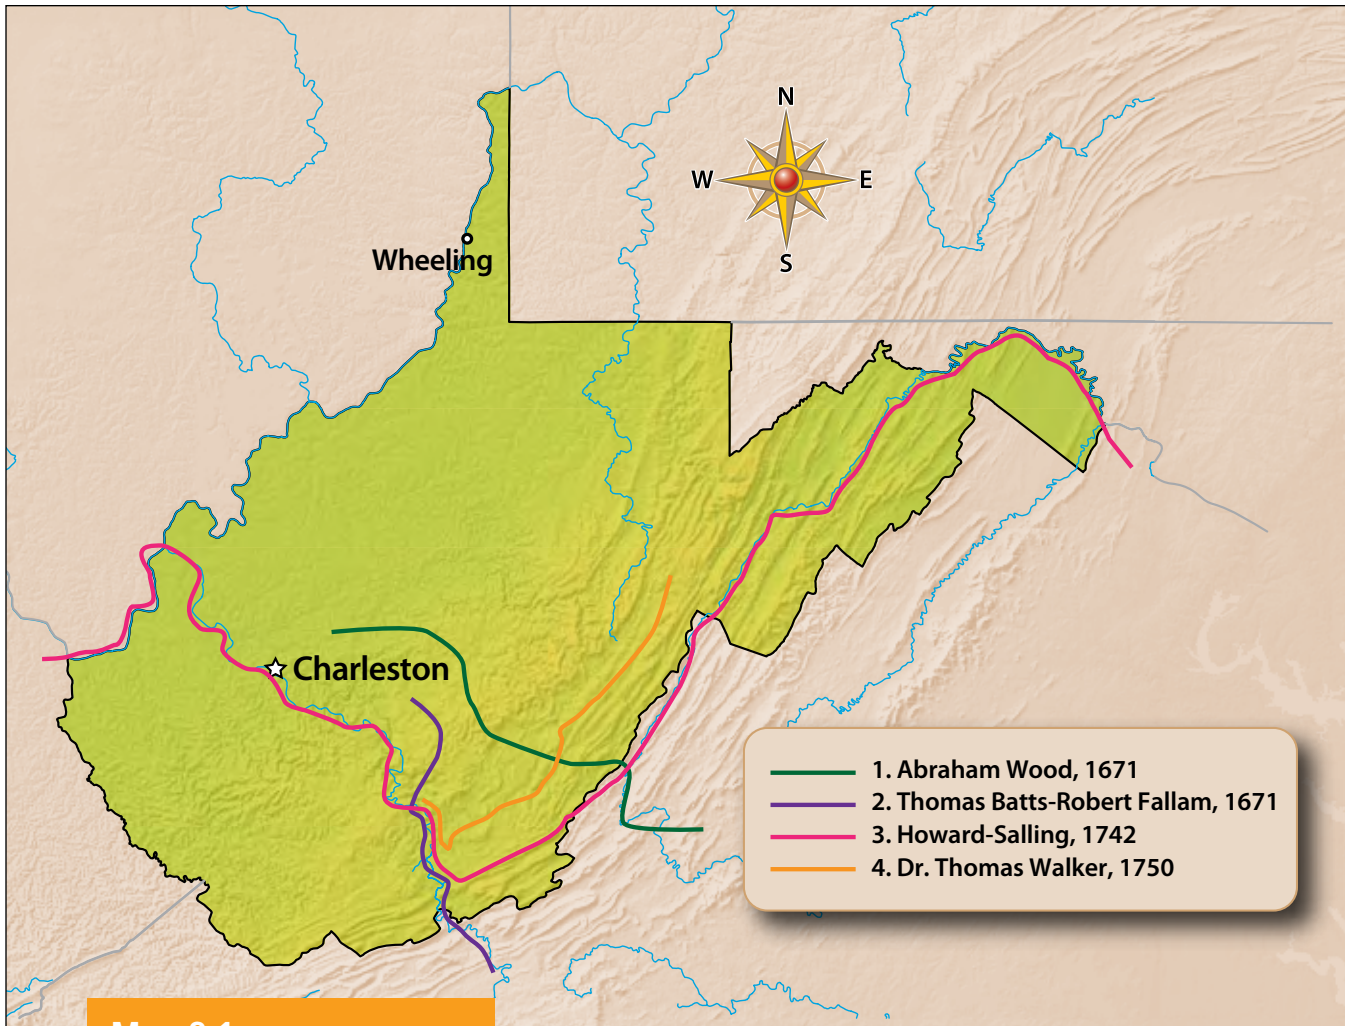 N
W
E
S
Wheeling
Charleston
1. Abraham Wood, 1671
2. Thomas Batts-Robert Fallam, 1671
3. Howard-Salling, 1742
4. Dr. Thomas Walker, 1750